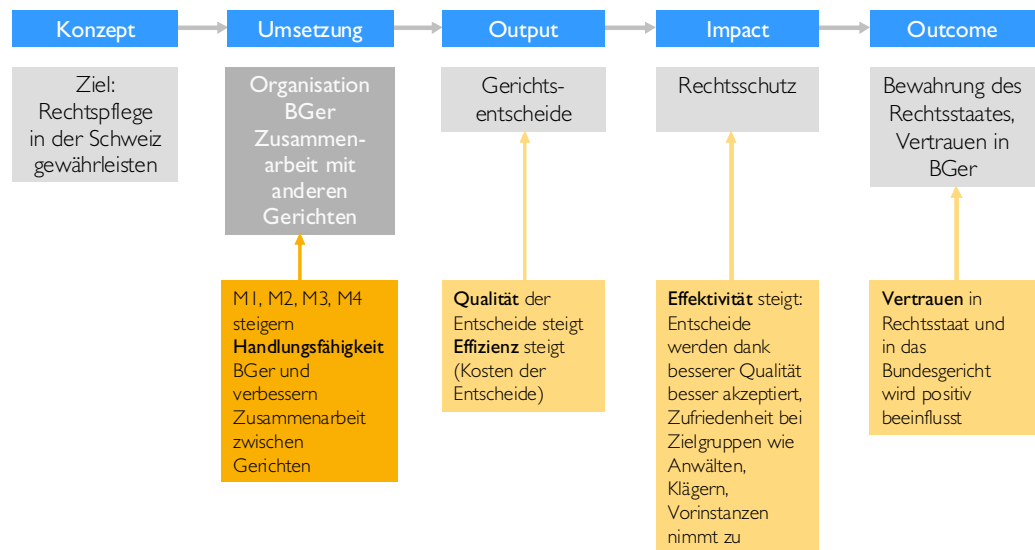 Konzept
Umsetzung
Output
Impact
Outcome
Ziel:
Rechtspflege
in der Schweiz
gewährleisten
Organisation
BGer
Zusammen-
arbeit mit
anderen
Gerichten
Gerichts-
entscheide
Rechtsschutz
Bewahrung des
Rechtsstaates,
Vertrauen in
BGer
M1, M2, M3, M4
steigern
Handlungsfähigkeit
BGer und
verbessern
Zusammenarbeit
zwischen
Gerichten
Qualität der
Entscheide steigt
Effizienz steigt
(Kosten der
Entscheide)
Effektivität steigt:
Entscheide
werden dank
besserer Qualität
besser akzeptiert,
Zufriedenheit bei
Zielgruppen wie
Anwälten,
Klägern,
Vorinstanzen
nimmt zu
Vertrauen in
Rechtsstaat und
in das
Bundesgericht
wird positiv
beeinflusst